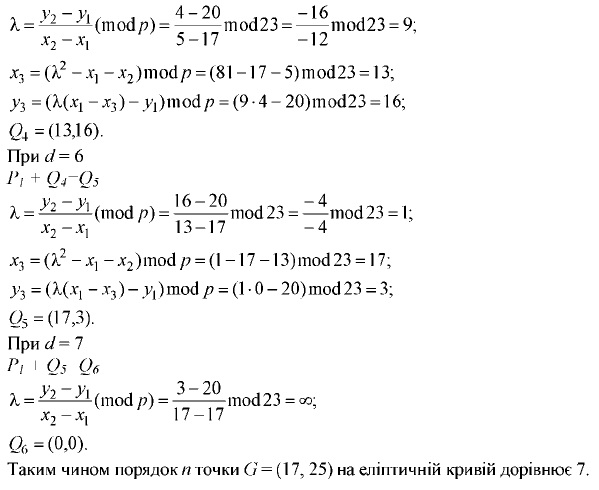 λ = (y₂ − y₁)/(x₂ − x₁) (mod p) = (4 − 20)/(5 − 17) mod 23 = −16/−12 mod 23 = 9;
x₃ = (λ² − x₁ − x₂) mod p = (81 − 17 − 5) mod 23 = 13;
y₃ = (λ(x₁ − x₃) − y₁) mod p = (9·4 − 20) mod 23 = 16;
Q₄ = (13,16).
При d = 6
P₁ + Q₄=Q₅
λ = (y₂ − y₁)/(x₂ − x₁) (mod p) = (16 − 20)/(13 − 17) mod 23 = −4/−4 mod 23 = 1;
x₃ = (λ² − x₁ − x₂) mod p = (1 − 17 − 13) mod 23 = 17;
y₃ = (λ(x₁ − x₃) − y₁) mod p = (1·0 − 20) mod 23 = 3;
Q₅ = (17,3).
При d = 7
P₁ + Q₅ Q₆
λ = (y₂ − y₁)/(x₂ − x₁) (mod p) = (3 − 20)/(17 − 17) mod 23 = ∞;
Q₆ = (0,0).
Таким чином порядок n точки G = (17, 25) на еліптичній кривій дорівнює 7.